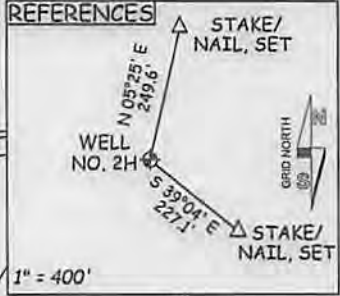 REFERENCES
STAKE/
NAIL, SET
N 05°25' E
249.6'
WELL
NO. 2H
GRID NORTH
S 39°04' E
227.1'
STAKE/
NAIL, SET
1" = 400'